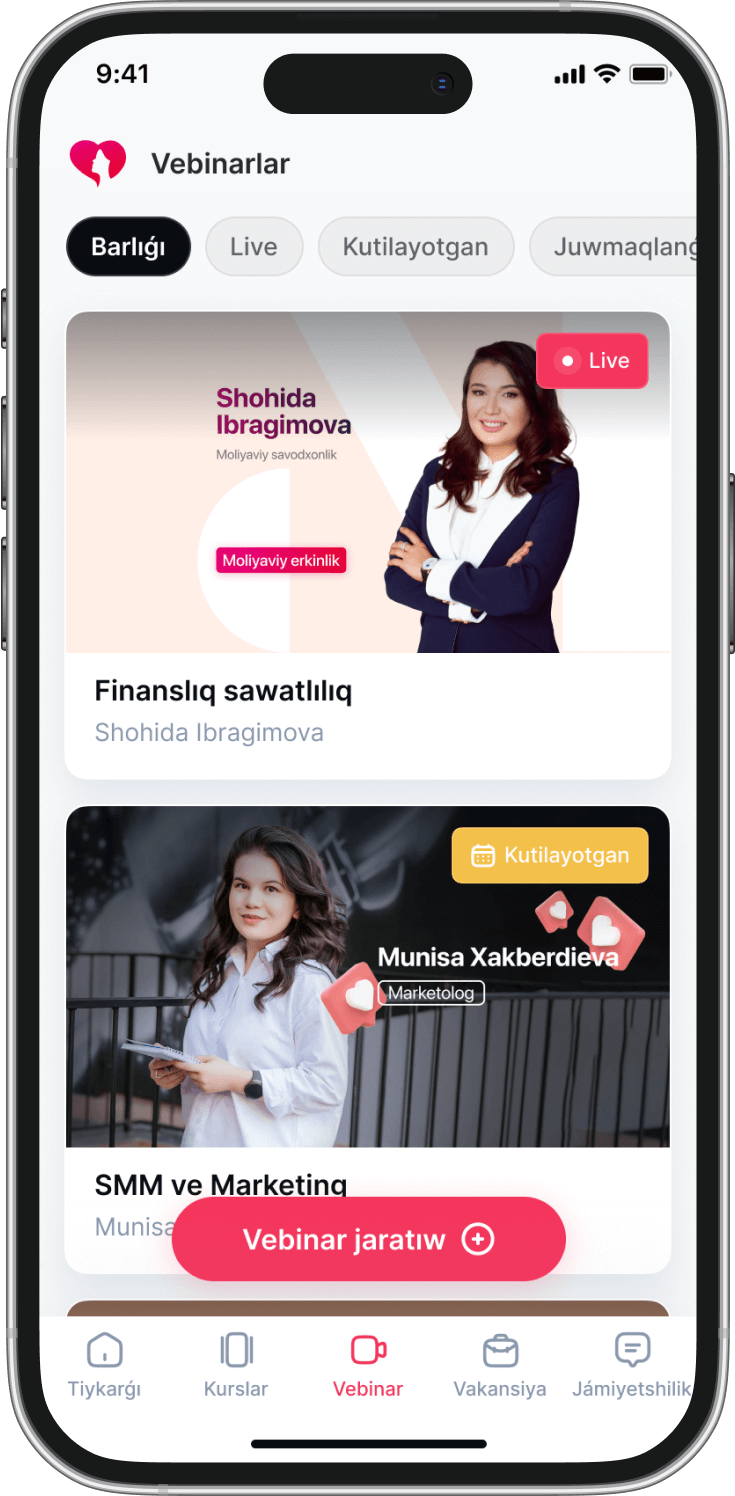 9:41
Vebinarlar
Barlıǵı
Live
Kutilayotgan
Juwmaqlanǵ
Live
Shohida
Ibragimova
Moliyaviy savodxonlik
Moliyaviy erkinlik
Finanslıq sawatlılıq
Shohida Ibragimova
Kutilayotgan
Munisa Xakberdieva
Marketolog
SMM ve Marketing
Munisa
Vebinar jaratıw
Tiykarǵı
Kurslar
Vebinar
Vakansiya
Jámiyetshilik